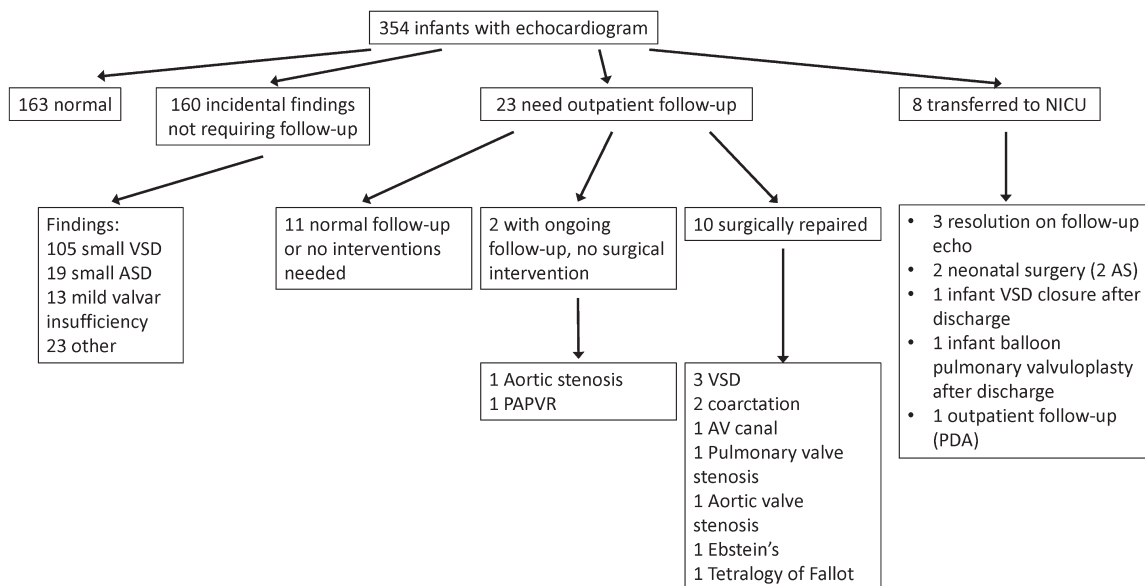 354 infants with echocardiogram
163 normal
160 incidental findings
not requiring follow-up
23 need outpatient follow-up
8 transferred to NICU
Findings:
105 small VSD
19 small ASD
13 mild valvar
insufficiency
23 other
11 normal follow-up
or no interventions
needed
2 with ongoing
follow-up, no surgical
intervention
10 surgically repaired
• 3 resolution on follow-up
echo
• 2 neonatal surgery (2 AS)
• 1 infant VSD closure after
discharge
• 1 infant balloon
pulmonary valvuloplasty
after discharge
• 1 outpatient follow-up
(PDA)
1 Aortic stenosis
1 PAPVR
3 VSD
2 coarctation
1 AV canal
1 Pulmonary valve
stenosis
1 Aortic valve
stenosis
1 Ebstein’s
1 Tetralogy of Fallot